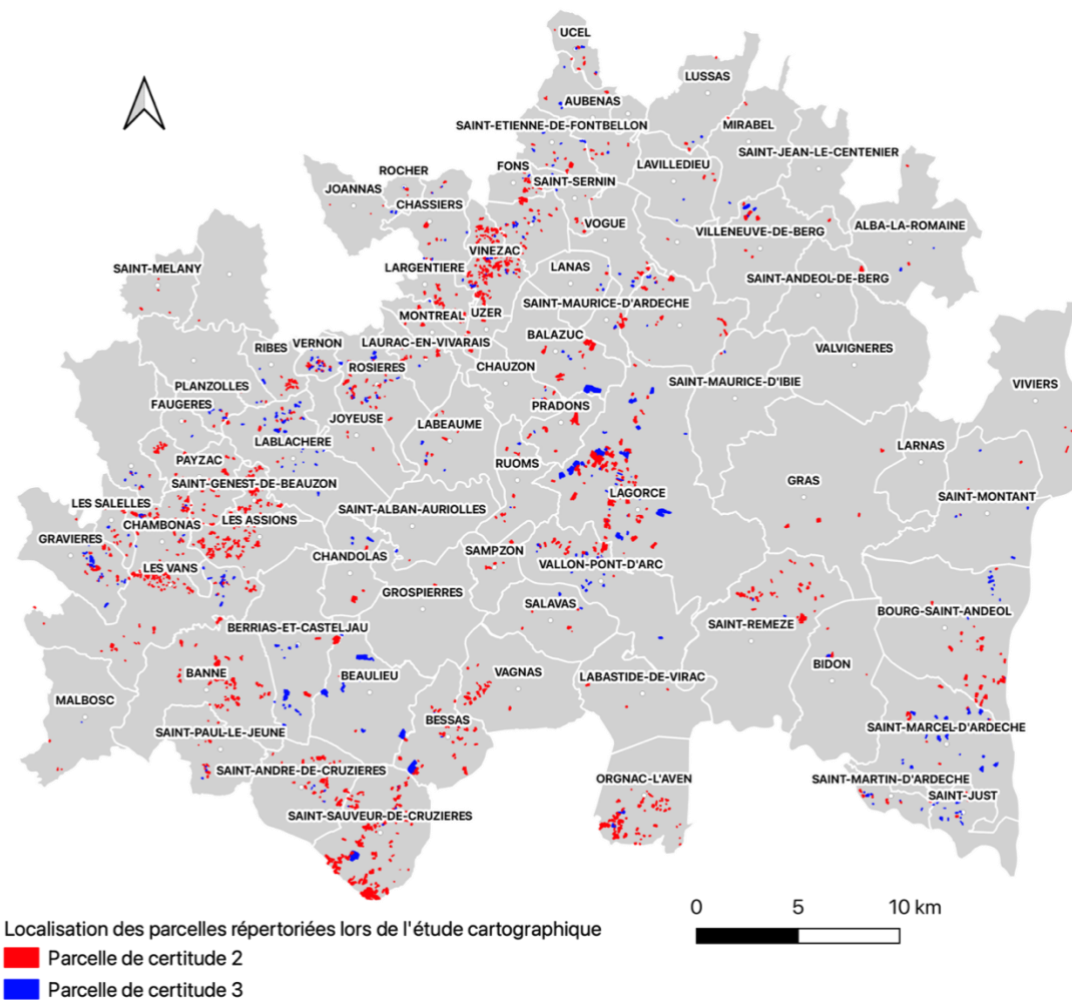 UCEL
LUSSAS
AUBENAS
SAINT-ETIENNE-DE-FONTBELLON
MIRABEL
SAINT-JEAN-LE-CENTENIER
LAVILLEDIEU
FONS
ROCHER
SAINT-SERNIN
JOANNAS
CHASSIERS
VOGUE
ALBA-LA-ROMAINE
VILLENEUVE-DE-BERG
VINEZAC
SAINT-MELANY
LARGENTIERE
LANAS
SAINT-ANDEOL-DE-BERG
SAINT-MAURICE-D'ARDECHE
MONTREAL
UZER
BALAZUC
RIBES
VERNON
LAURAC-EN-VIVARAIS
VALVIGNERES
ROSIERES
CHAUZON
SAINT-MAURICE-D'IBIE
PLANZOLLES
VIVIERS
FAUGERES
PRADONS
JOYEUSE
LABEAUME
LABLACHERE
LARNAS
PAYZAC
RUOMS
SAINT-GENEST-DE-BEAUZON
GRAS
LAGORCE
SAINT-MONTANT
LES SALELLES
SAINT-ALBAN-AURIOLLES
CHAMBONAS
LES ASSIONS
GRAVIERES
SAMPZON
CHANDOLAS
VALLON-PONT-D'ARC
LES VANS
GROSPIERRES
SALAVAS
BOURG-SAINT-ANDEOL
SAINT-REMEZE
BERRIAS-ET-CASTELJAU
BIDON
BANNE
BEAULIEU
VAGNAS
LABASTIDE-DE-VIRAC
MALBOSC
BESSAS
SAINT-MARCEL-D'ARDECHE
SAINT-PAUL-LE-JEUNE
SAINT-ANDRE-DE-CRUZIERES
ORGNAC-L'AVEN
SAINT-MARTIN-D'ARDECHE
SAINT-JUST
SAINT-SAUVEUR-DE-CRUZIERES
0 5 10 km
Localisation des parcelles répertoriées lors de l'étude cartographique
Parcelle de certitude 2
Parcelle de certitude 3